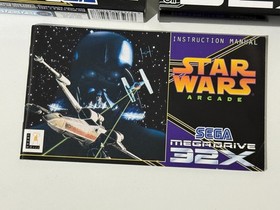 INSTRUCTION MANUAL
STAR
WARS
ARCADE
SEGA
MEGADRIVE
32X